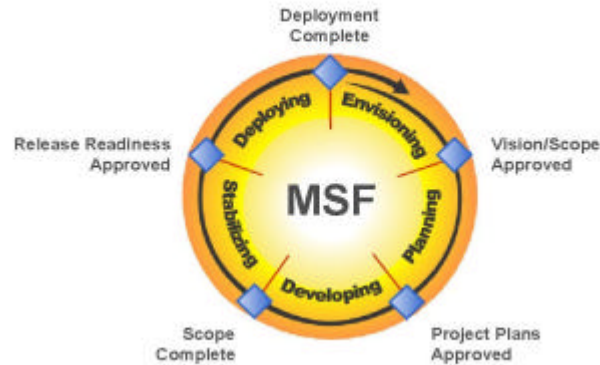 Deployment
Complete
Deploying
Envisioning
Release Readiness
Approved
Vision/Scope
Approved
MSF
Stabilizing
Planning
Developing
Scope
Complete
Project Plans
Approved